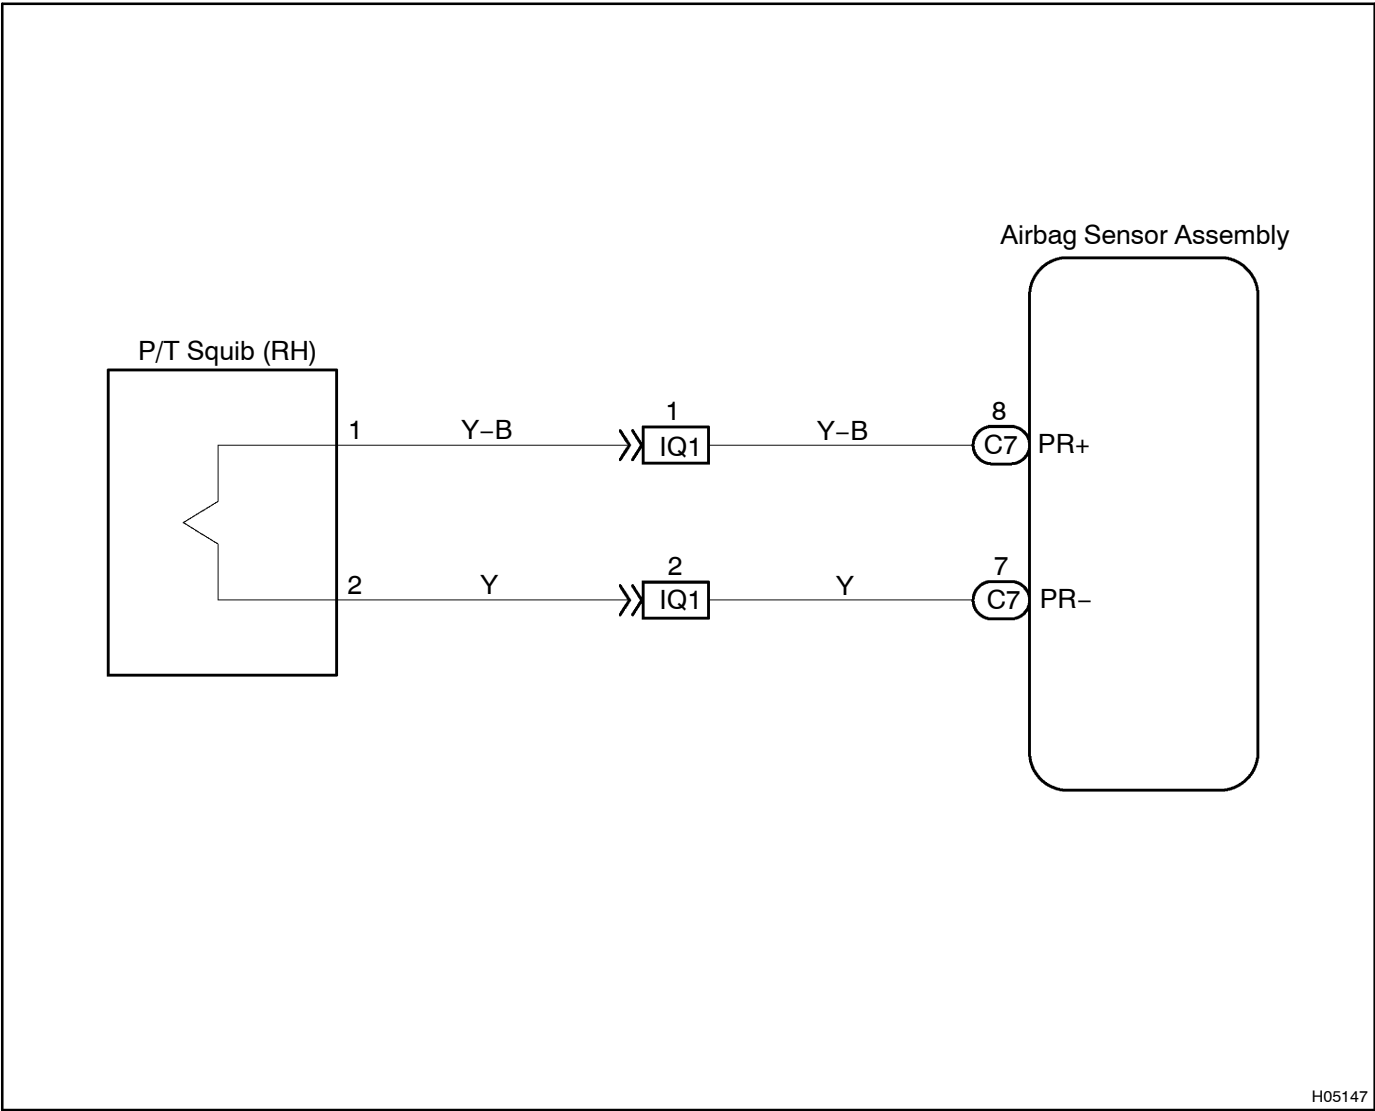 Airbag Sensor Assembly
P/T Squib (RH)
1 Y−B 1 IQ1 Y−B 8 C7 PR+
2 Y 2 IQ1 Y 7 C7 PR−
H05147